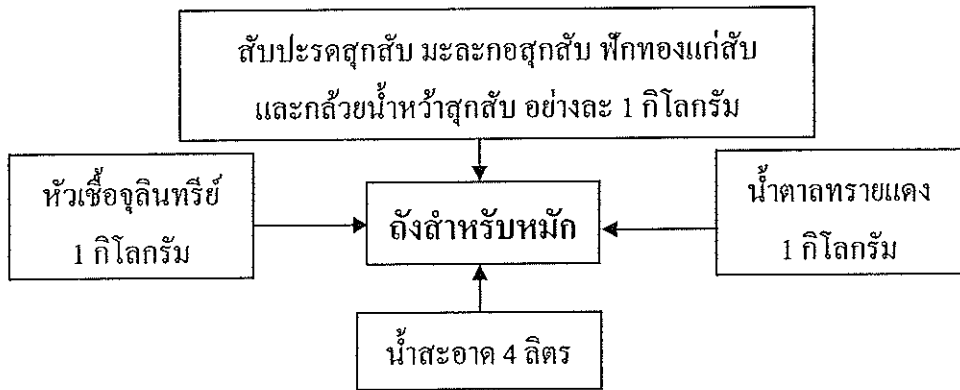 สับปะรดสุกสับ มะละกอสุกสับ ฟักทองแก่สับ
และกล้วยน้ำหว้าสุกสับ อย่างละ 1 กิโลกรัม
หัวเชื้อจุลินทรีย์
1 กิโลกรัม
ถังสำหรับหมัก
น้ำตาลทรายแดง
1 กิโลกรัม
น้ำสะอาด 4 ลิตร